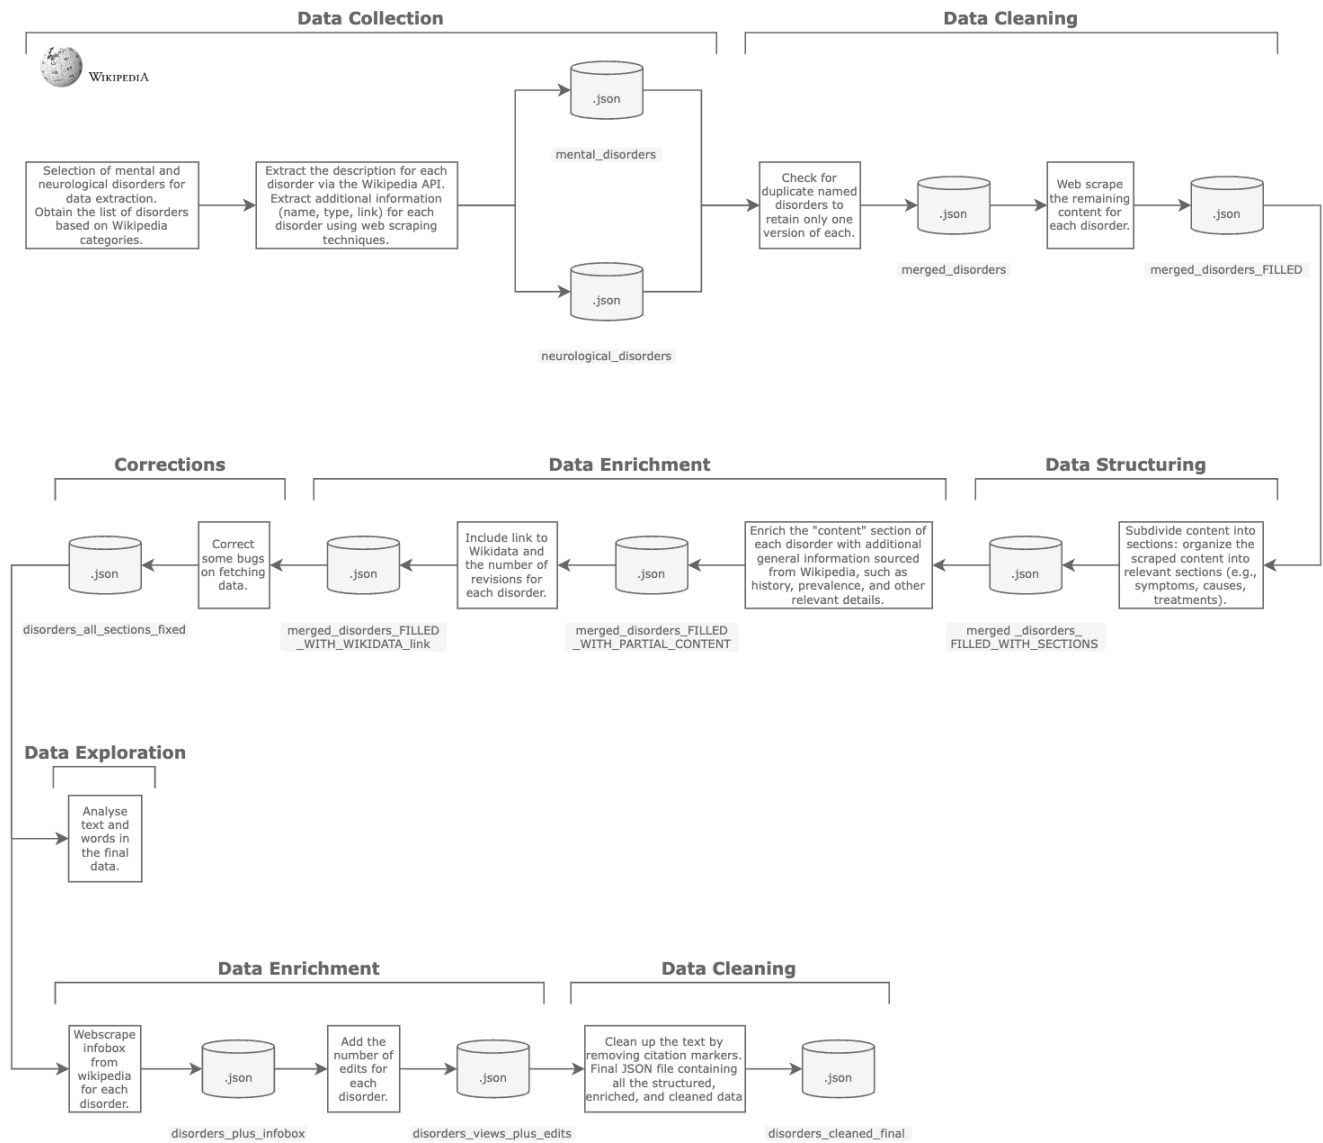 Data Collection
Data Cleaning
WIKIPEDIA
.json
mental_disorders
Selection of mental and
neurological disorders for
data extraction.
Obtain the list of disorders
based on Wikipedia
categories.
Extract the description for each
disorder via the Wikipedia API.
Extract additional information
(name, type, link) for each
disorder using web scraping
techniques.
.json
neurological_disorders
Check for
duplicate named
disorders to
retain only one
version of each.
.json
merged_disorders
Web scrape
the remaining
content for
each disorder.
.json
merged_disorders_FILLED
Corrections
Data Enrichment
Data Structuring
Subdivide content into
sections: organize the
scraped content into
relevant sections (e.g.,
symptoms, causes,
treatments).
.json
merged _disorders_
FILLED_WITH_SECTIONS
Enrich the "content" section of
each disorder with additional
general information sourced
from Wikipedia, such as
history, prevalence, and other
relevant details.
.json
merged_disorders_FILLED
_WITH_PARTIAL_CONTENT
Include link to
Wikidata and
the number of
revisions for
each disorder.
.json
merged_disorders_FILLED
_WITH_WIKIDATA_link
Correct
some bugs
on fetching
data.
.json
disorders_all_sections_fixed
Data Exploration
Analyse
text and
words in
the final
data.
Data Enrichment
Data Cleaning
Webscrape
infobox
from
wikipedia
for each
disorder.
.json
disorders_plus_infobox
Add the
number of
edits for
each
disorder.
.json
disorders_views_plus_edits
Clean up the text by
removing citation markers.
Final JSON file containing
all the structured,
enriched, and cleaned data
.json
disorders_cleaned_final